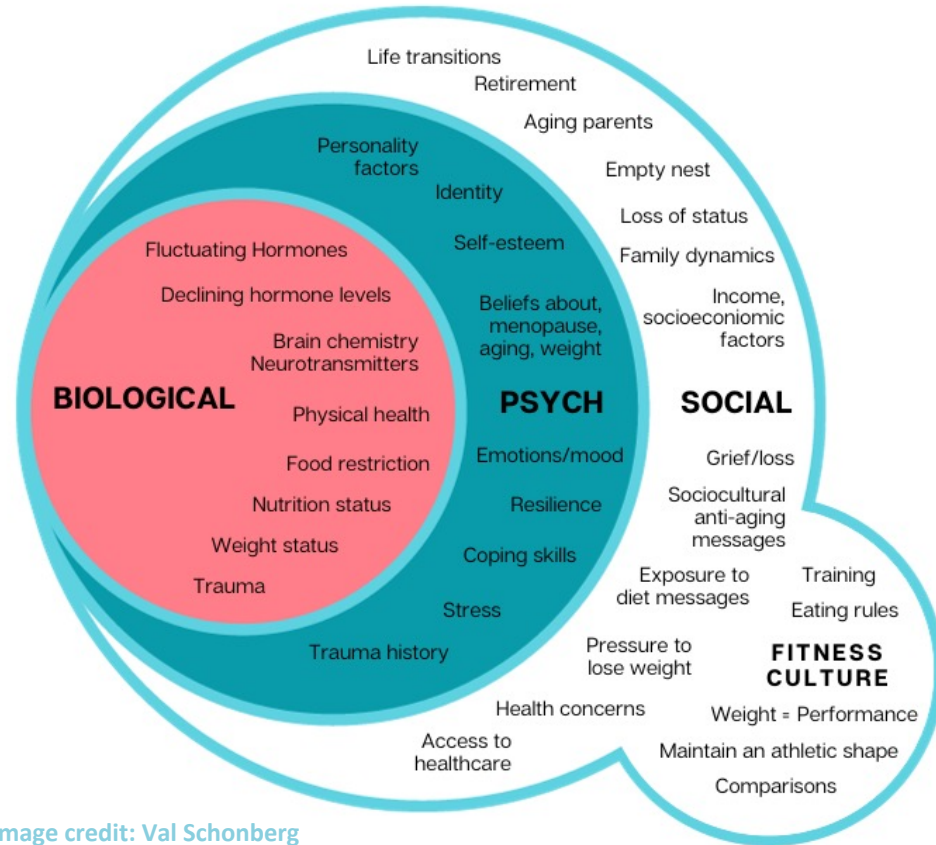 Life transitions
Retirement
Aging parents
Empty nest
Loss of status
Family dynamics
Income,
socioeconiomic
factors
SOCIAL
Grief/loss
Sociocultural
anti-aging
messages
Exposure to
diet messages
Pressure to
lose weight
Health concerns
Access to
healthcare
Personality
factors
Identity
Self-esteem
Beliefs about,
menopause,
aging, weight
PSYCH
Emotions/mood
Resilience
Coping skills
Stress
Trauma history
Fluctuating Hormones
Declining hormone levels
Brain chemistry
Neurotransmitters
BIOLOGICAL
Physical health
Food restriction
Nutrition status
Weight status
Trauma
Training
Eating rules
FITNESS
CULTURE
Weight = Performance
Maintain an athletic shape
Comparisons
mage credit: Val Schonberg